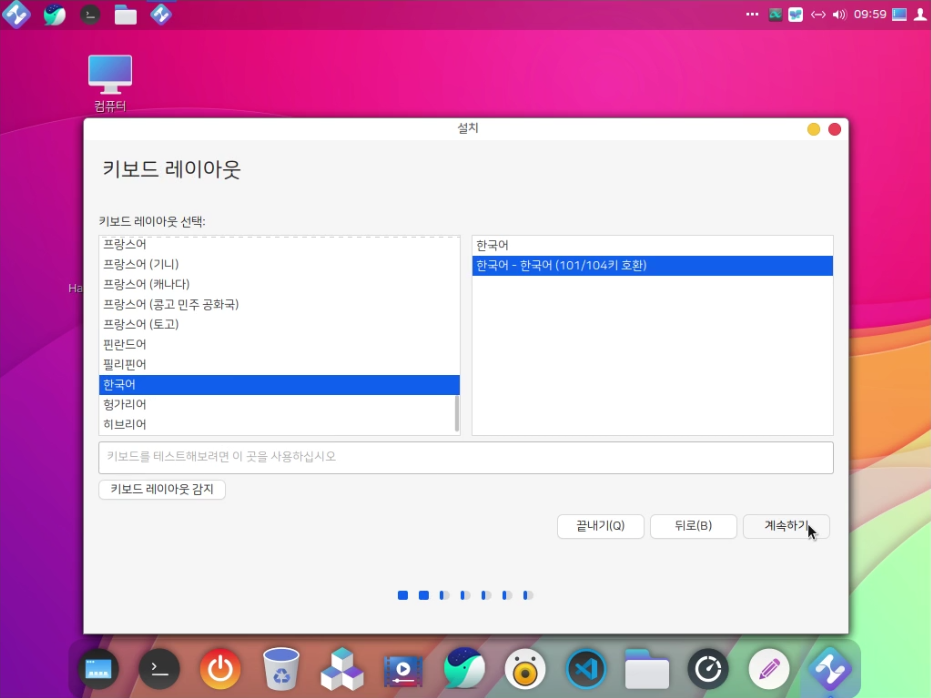 09:59
컴퓨터
설치
키보드 레이아웃
키보드 레이아웃 선택:
프랑스어
프랑스어 (기니)
프랑스어 (캐나다)
프랑스어 (콩고 민주 공화국)
프랑스어 (토고)
핀란드어
필리핀어
한국어
헝가리어
히브리어
한국어
한국어 - 한국어 (101/104키 호환)
Ha
키보드를 테스트해보려면 이 곳을 사용하십시오
키보드 레이아웃 감지
끝내기(Q)
뒤로(B)
계속하기